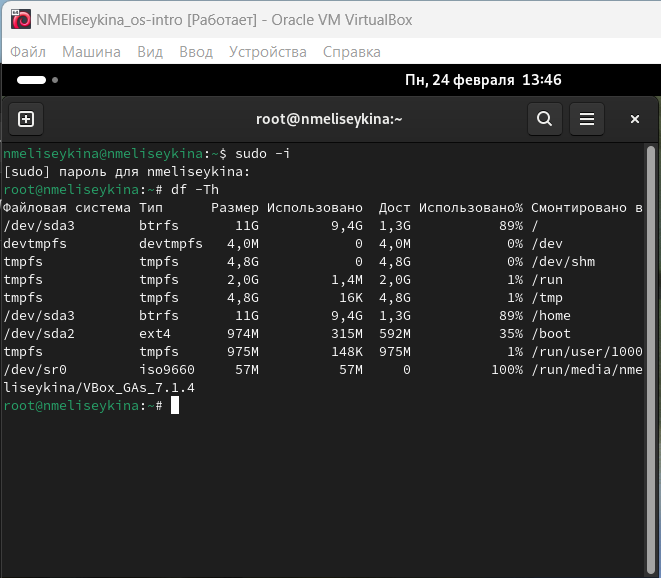 NMEliseykina_os-intro [Работает] - Oracle VM VirtualBox
Файл Машина Вид Ввод Устройства Справка
Пн, 24 февраля 13:46
root@nmeliseykina:~
nmeliseykina@nmeliseykina:~$ sudo -i
[sudo] пароль для nmeliseykina:
root@nmeliseykina:~# df -Th
Файловая система Тип Размер Использовано Дост Использовано% Смонтировано в
/dev/sda3 btrfs 11G 9,4G 1,3G 89% /
devtmpfs devtmpfs 4,0M 0 4,0M 0% /dev
tmpfs tmpfs 4,8G 0 4,8G 0% /dev/shm
tmpfs tmpfs 2,0G 1,4M 2,0G 1% /run
tmpfs tmpfs 4,8G 16K 4,8G 1% /tmp
/dev/sda3 btrfs 11G 9,4G 1,3G 89% /home
/dev/sda2 ext4 974M 315M 592M 35% /boot
tmpfs tmpfs 975M 148K 975M 1% /run/user/1000
/dev/sr0 iso9660 57M 57M 0 100% /run/media/nme
liseykina/VBox_GAs_7.1.4
root@nmeliseykina:~#